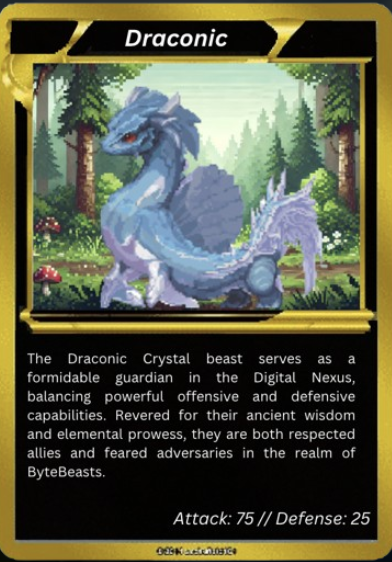 Draconic
The Draconic Crystal beast serves as a
formidable guardian in the Digital Nexus,
balancing powerful offensive and defensive
capabilities. Revered for their ancient wisdom
and elemental prowess, they are both respected
allies and feared adversaries in the realm of
ByteBeasts.
Attack: 75 // Defense: 25